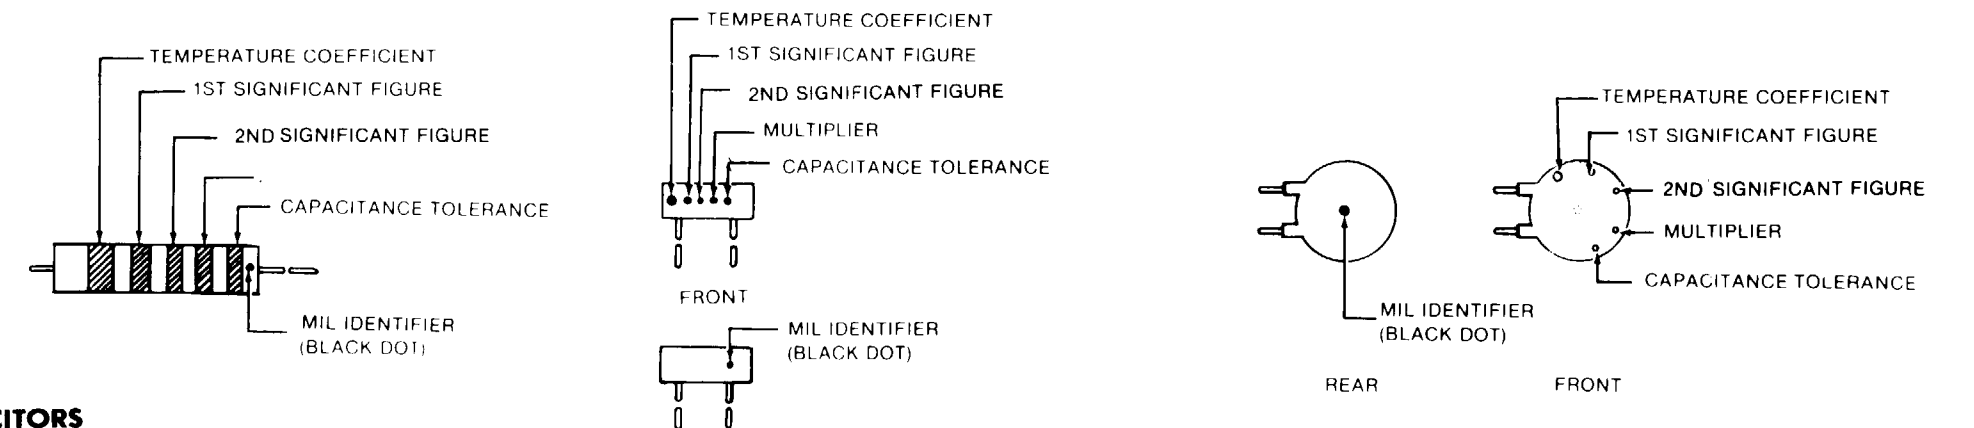 TEMPERATURE COEFFICIENT
1ST SIGNIFICANT FIGURE
2ND SIGNIFICANT FIGURE
CAPACITANCE TOLERANCE
MIL IDENTIFIER
(BLACK DOT)
TEMPERATURE COEFFICIENT
1ST SIGNIFICANT FIGURE
2ND SIGNIFICANT FIGURE
MULTIPLIER
CAPACITANCE TOLERANCE
FRONT
MIL IDENTIFIER
(BLACK DOT)
MIL IDENTIFIER
(BLACK DOT)
REAR
TEMPERATURE COEFFICIENT
1ST SIGNIFICANT FIGURE
2ND SIGNIFICANT FIGURE
MULTIPLIER
CAPACITANCE TOLERANCE
FRONT
CITORS